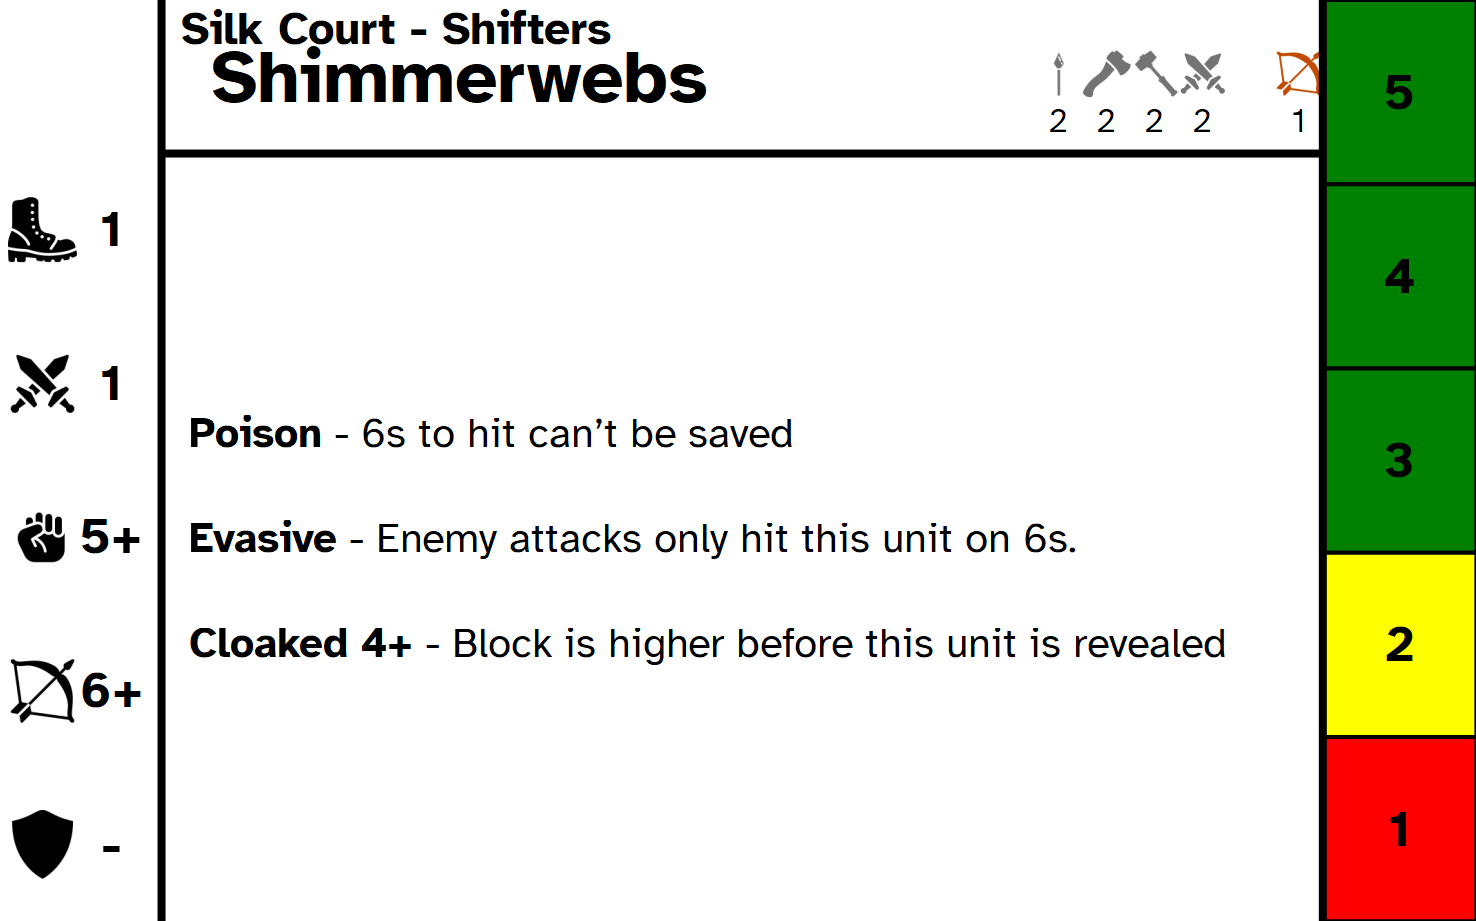 Silk Court - Shifters
Shimmerwebs
2 2 2 2 1
1
1
5+
6+
-
Poison - 6s to hit can’t be saved
Evasive - Enemy attacks only hit this unit on 6s.
Cloaked 4+ - Block is higher before this unit is revealed
5
4
3
2
1